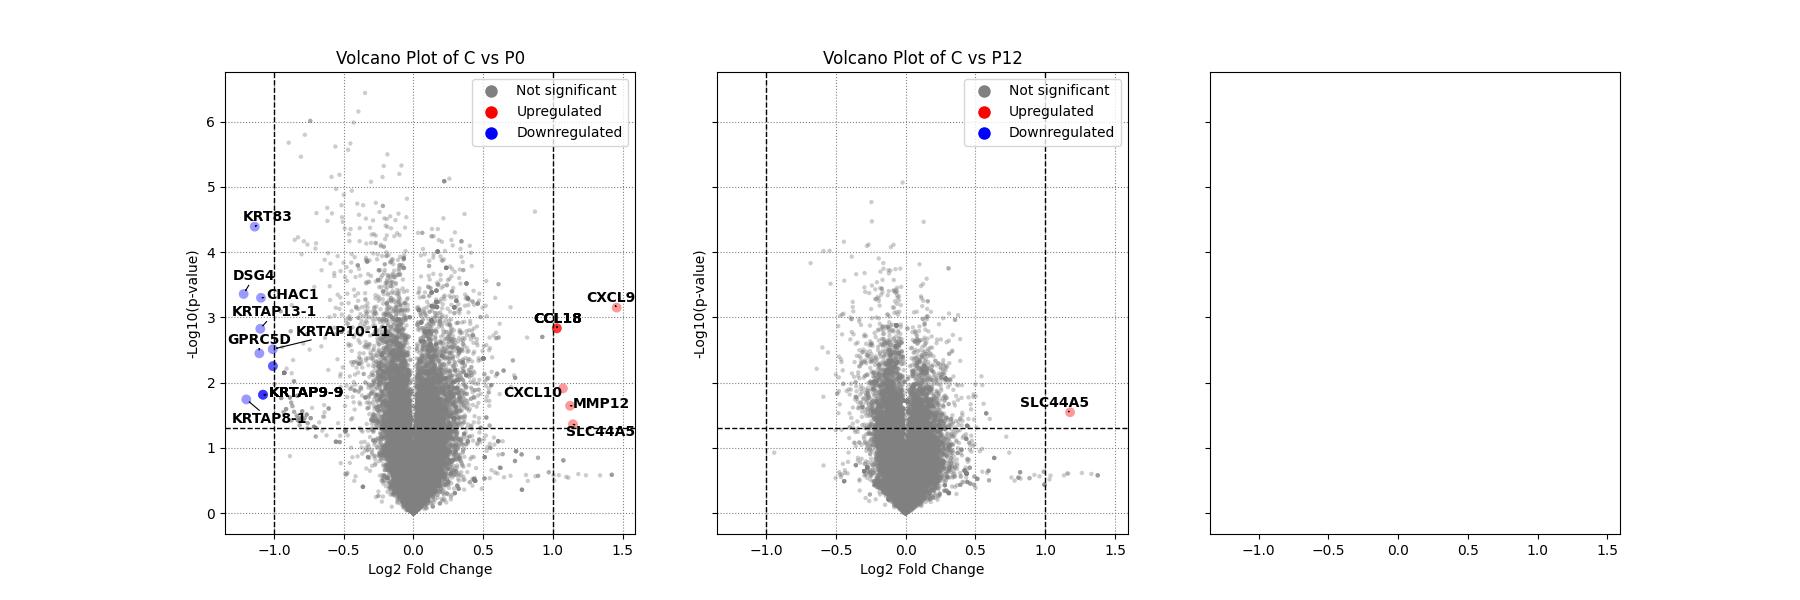 Volcano Plot of C vs P0
Not significant
Upregulated
Downregulated
KRT83
DSG4
CHAC1
KRTAP13-1
KRTAP10-11
GPRC5D
KRTAP9-9
KRTAP8-1
CXCL9
CCL18
CXCL10
MMP12
SLC44A5
-Log10(p-value)
6
5
4
3
2
1
0
−1.0 −0.5 0.0 0.5 1.0 1.5
Log2 Fold Change
Volcano Plot of C vs P12
Not significant
Upregulated
Downregulated
SLC44A5
-Log10(p-value)
−1.0 −0.5 0.0 0.5 1.0 1.5
Log2 Fold Change
−1.0 −0.5 0.0 0.5 1.0 1.5